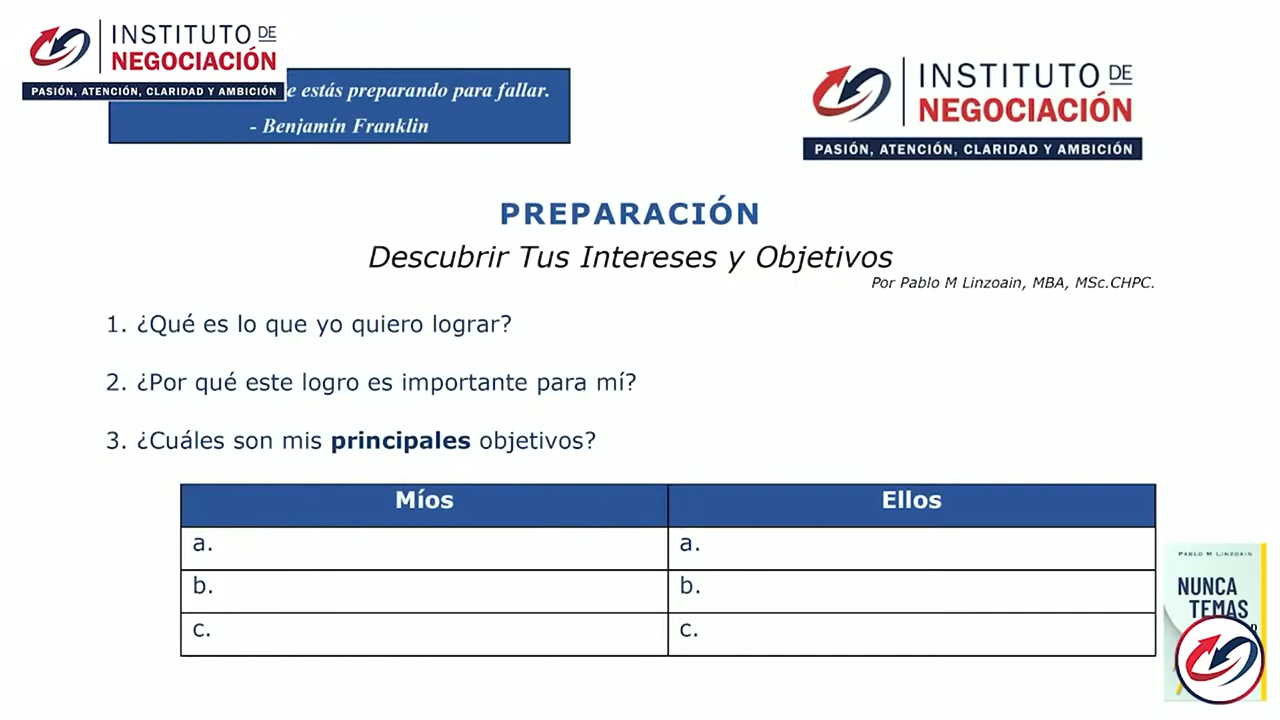 INSTITUTO DE
NEGOCIACIÓN
PASIÓN, ATENCIÓN, CLARIDAD Y AMBICIÓN
estás preparando para fallar.
- Benjamín Franklin
INSTITUTO DE
NEGOCIACIÓN
PASIÓN, ATENCIÓN, CLARIDAD Y AMBICIÓN
PREPARACIÓN
Descubrir Tus Intereses y Objetivos
Por Pablo M Linzoain, MBA, MSc.CHPC.
1. ¿Qué es lo que yo quiero lograr?
2. ¿Por qué este logro es importante para mí?
3. ¿Cuáles son mis principales objetivos?
Míos Ellos
a. a.
b. b.
c. c.
PABLO M LINZOAIN
NUNCA
TEMAS